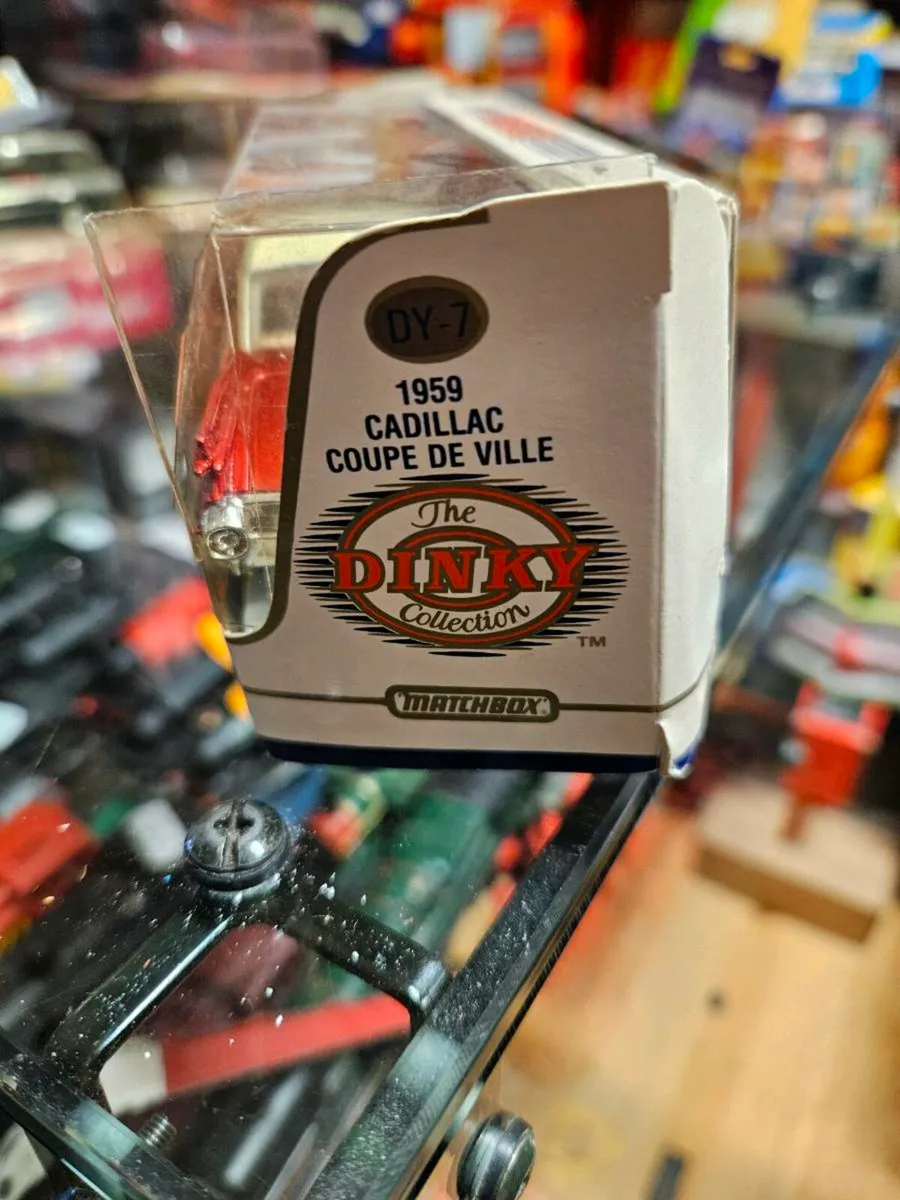 DY-7
1959
CADILLAC
COUPE DE VILLE
The
DINKY
Collection
TM
"MATCHBOX"